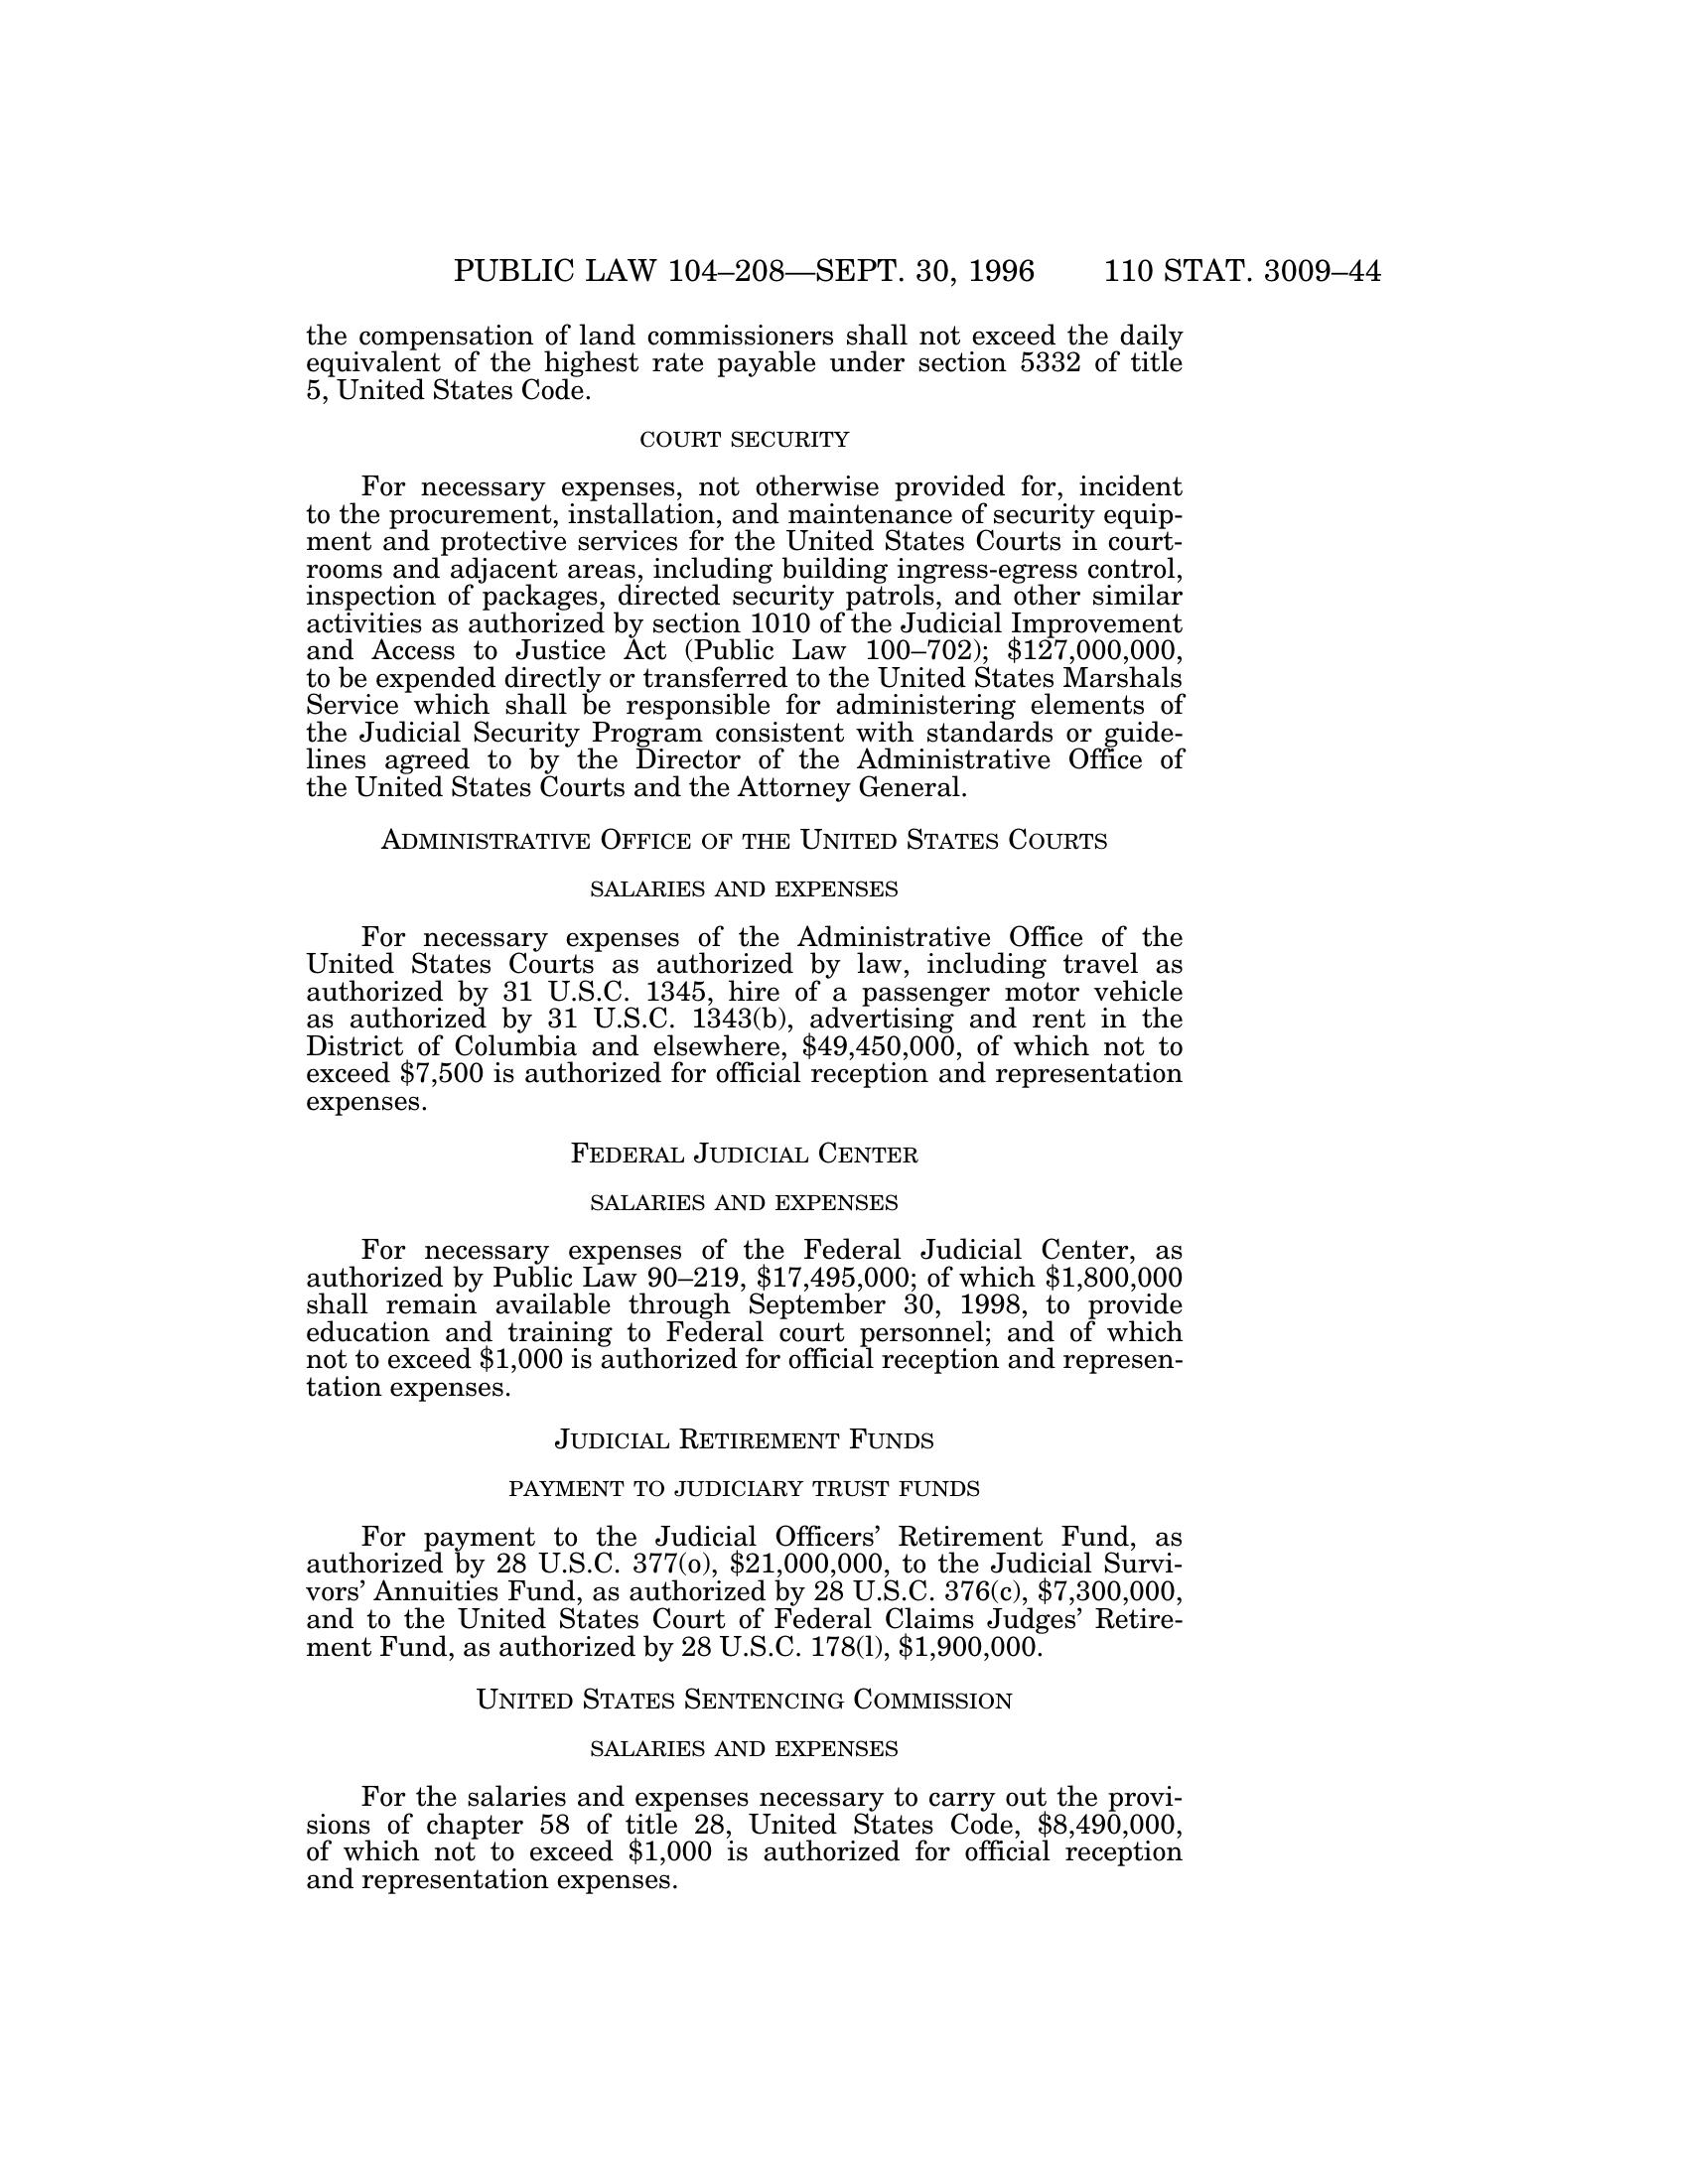 PUBLIC LAW 104–208—SEPT. 30, 1996 110 STAT. 3009–44
the compensation of land commissioners shall not exceed the daily
equivalent of the highest rate payable under section 5332 of title
5, United States Code.
COURT SECURITY
For necessary expenses, not otherwise provided for, incident
to the procurement, installation, and maintenance of security equip-
ment and protective services for the United States Courts in court-
rooms and adjacent areas, including building ingress-egress control,
inspection of packages, directed security patrols, and other similar
activities as authorized by section 1010 of the Judicial Improvement
and Access to Justice Act (Public Law 100–702); $127,000,000,
to be expended directly or transferred to the United States Marshals
Service which shall be responsible for administering elements of
the Judicial Security Program consistent with standards or guide-
lines agreed to by the Director of the Administrative Office of
the United States Courts and the Attorney General.
ADMINISTRATIVE OFFICE OF THE UNITED STATES COURTS
SALARIES AND EXPENSES
For necessary expenses of the Administrative Office of the
United States Courts as authorized by law, including travel as
authorized by 31 U.S.C. 1345, hire of a passenger motor vehicle
as authorized by 31 U.S.C. 1343(b), advertising and rent in the
District of Columbia and elsewhere, $49,450,000, of which not to
exceed $7,500 is authorized for official reception and representation
expenses.
FEDERAL JUDICIAL CENTER
SALARIES AND EXPENSES
For necessary expenses of the Federal Judicial Center, as
authorized by Public Law 90–219, $17,495,000; of which $1,800,000
shall remain available through September 30, 1998, to provide
education and training to Federal court personnel; and of which
not to exceed $1,000 is authorized for official reception and represen-
tation expenses.
JUDICIAL RETIREMENT FUNDS
PAYMENT TO JUDICIARY TRUST FUNDS
For payment to the Judicial Officers’ Retirement Fund, as
authorized by 28 U.S.C. 377(o), $21,000,000, to the Judicial Survi-
vors’ Annuities Fund, as authorized by 28 U.S.C. 376(c), $7,300,000,
and to the United States Court of Federal Claims Judges’ Retire-
ment Fund, as authorized by 28 U.S.C. 178(l), $1,900,000.
UNITED STATES SENTENCING COMMISSION
SALARIES AND EXPENSES
For the salaries and expenses necessary to carry out the provi-
sions of chapter 58 of title 28, United States Code, $8,490,000,
of which not to exceed $1,000 is authorized for official reception
and representation expenses.